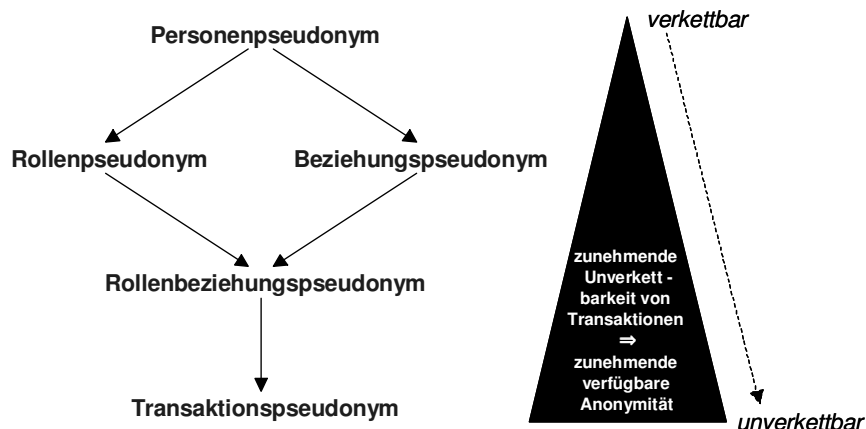 Personenpseudonym
verkettbar
Rollenpseudonym
Beziehungspseudonym
Rollenbeziehungspseudonym
Transaktionspseudonym
zunehmende
Unverkett -
barkeit von
Transaktionen
⇒
zunehmende
verfügbare
Anonymität
unverkettbar